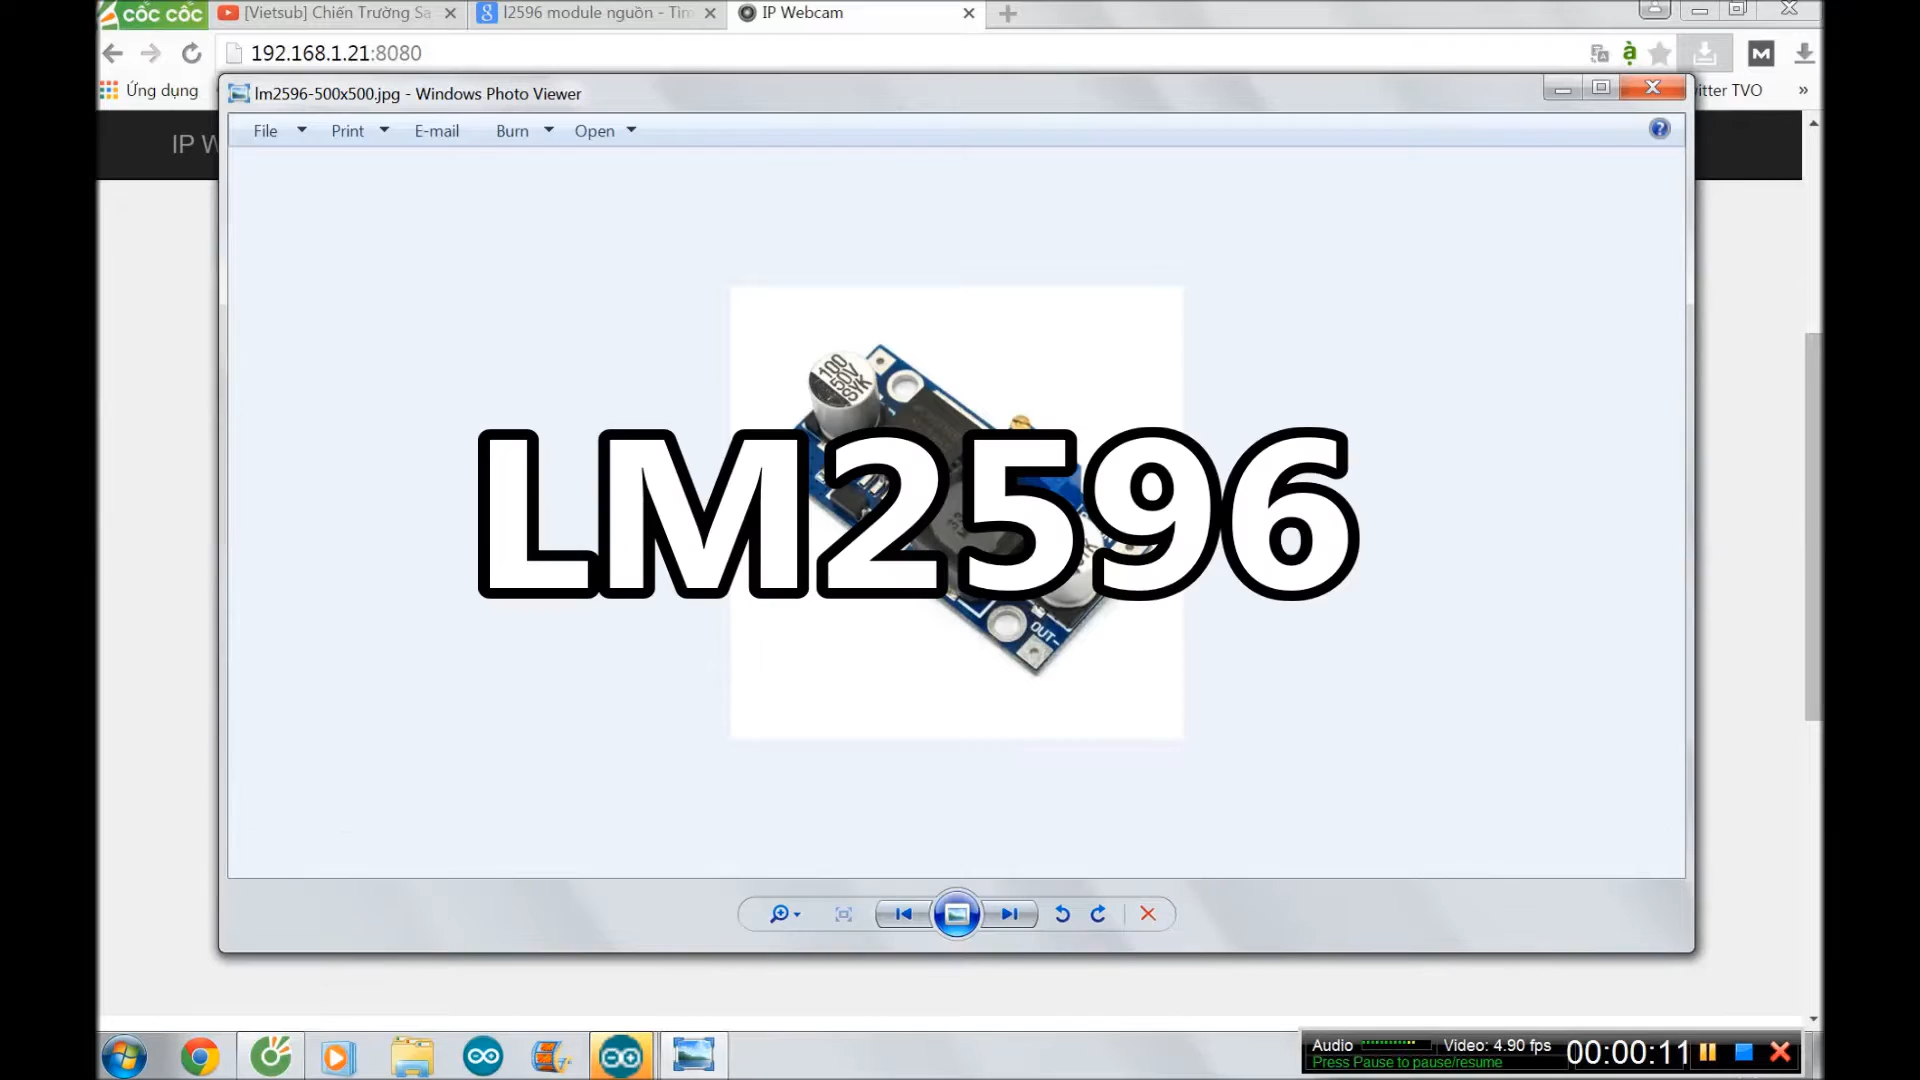 cốc cốc
[Vietsub] Chiến Trường Sa
l2596 module nguồn - Tìm
IP Webcam
192.168.1.21:8080
Ứng dụng
witter TVO
»
lm2596-500x500.jpg - Windows Photo Viewer
File
Print
E-mail
Burn
Open
IP W
100
50V
SYK
LM2596
OUT-
Audio
Video: 4.90 fps
Press Pause to pause/resume
00:00:11